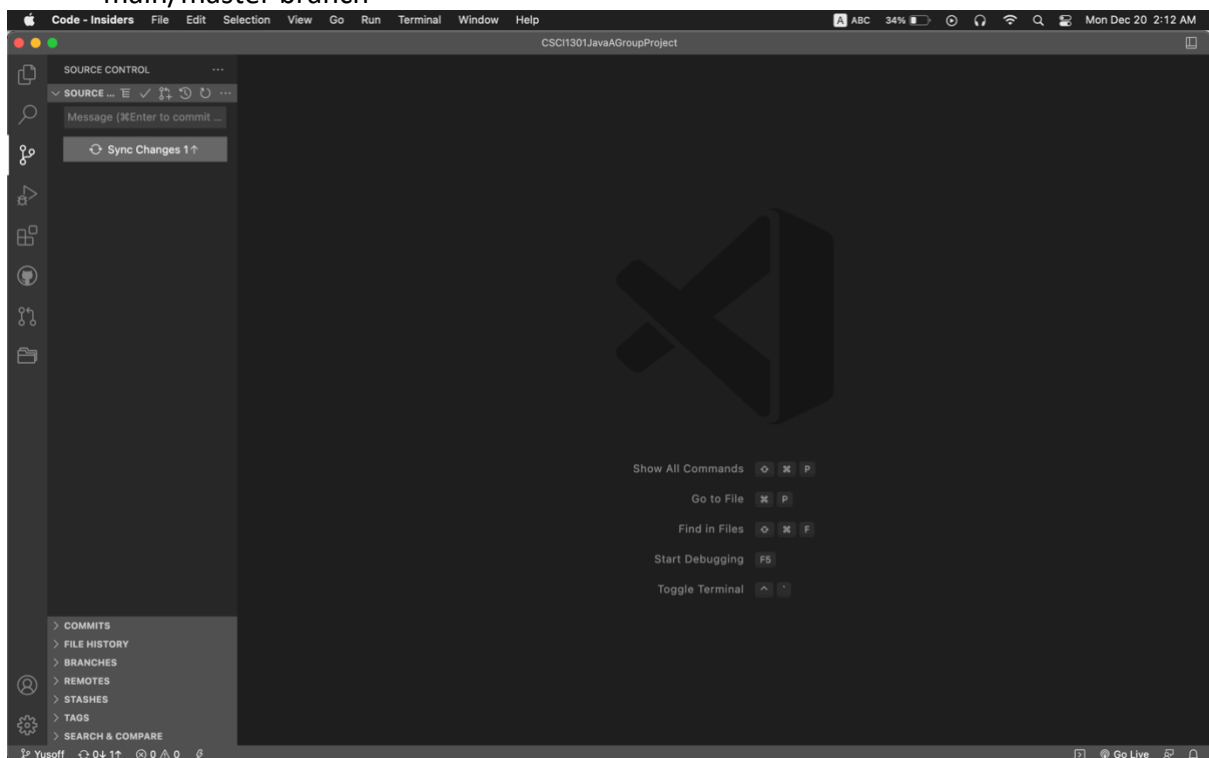 main/master branch
Code - Insiders File Edit Selection View Go Run Terminal Window Help A ABC 34% Mon Dec 20 2:12 AM
CSCI1301JavaAGroupProject
SOURCE CONTROL ...
SOURCE ... ...
Message (⌘Enter to commit ...
Sync Changes 1↑
Show All Commands ⇧ ⌘ P
Go to File ⌘ P
Find in Files ⇧ ⌘ F
Start Debugging F5
Toggle Terminal ^ `
COMMITS
FILE HISTORY
BRANCHES
REMOTES
STASHES
TAGS
SEARCH & COMPARE
Yusoff 0↓ 1↑ 0 0 Go Live